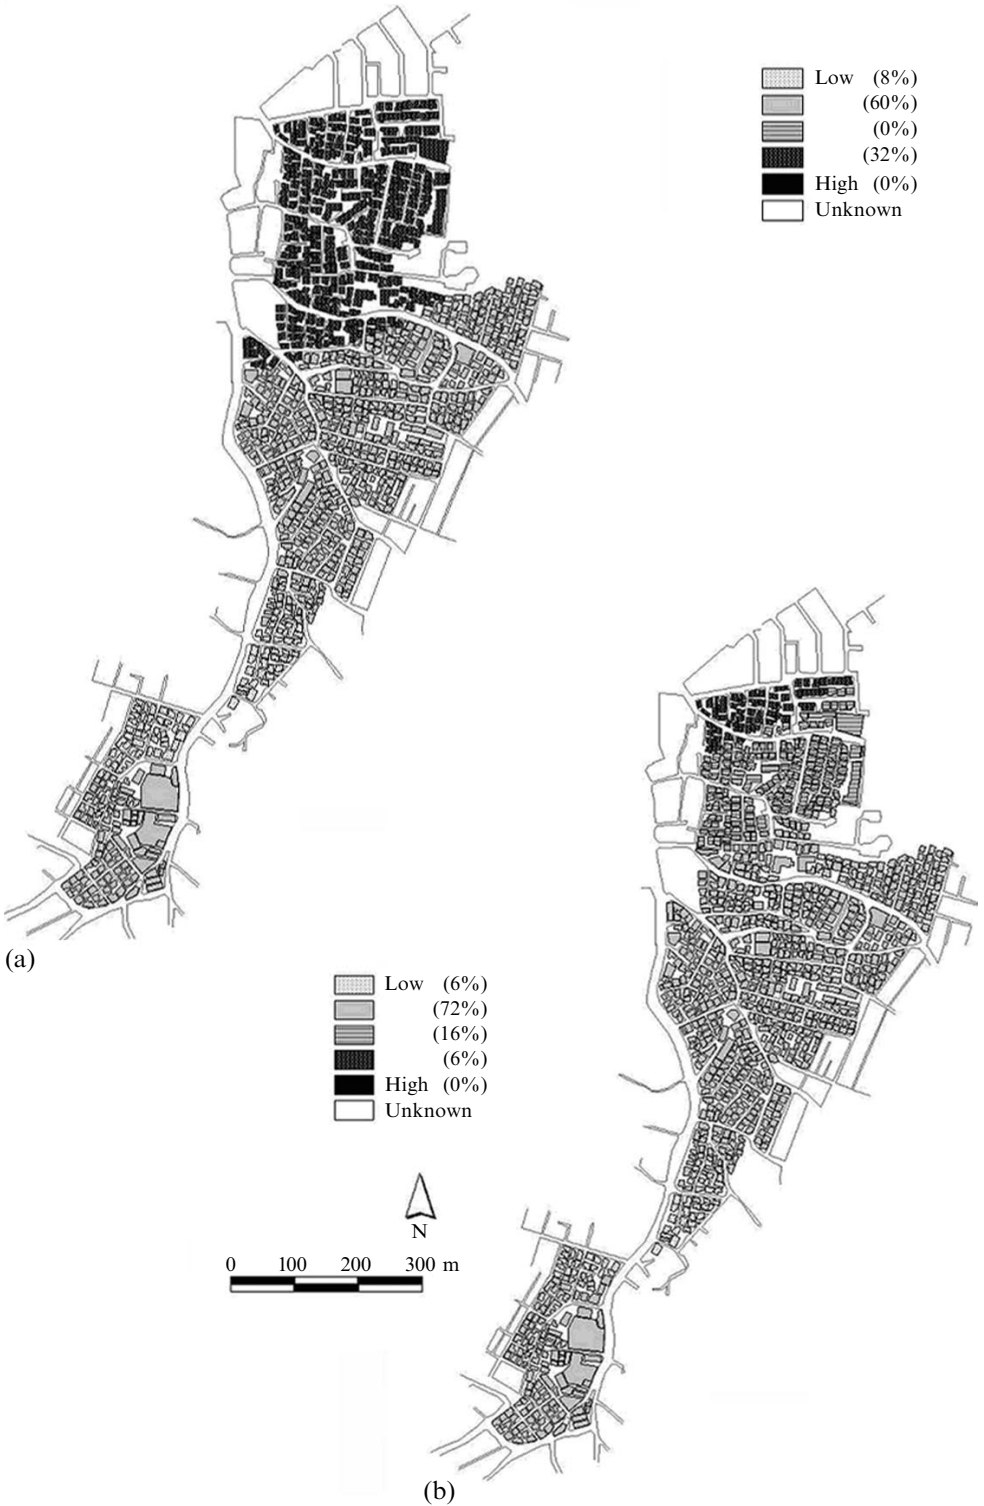 Low (8%)
(60%)
(0%)
(32%)
High (0%)
Unknown
(a)
Low (6%)
(72%)
(16%)
(6%)
High (0%)
Unknown
N
0 100 200 300 m
(b)